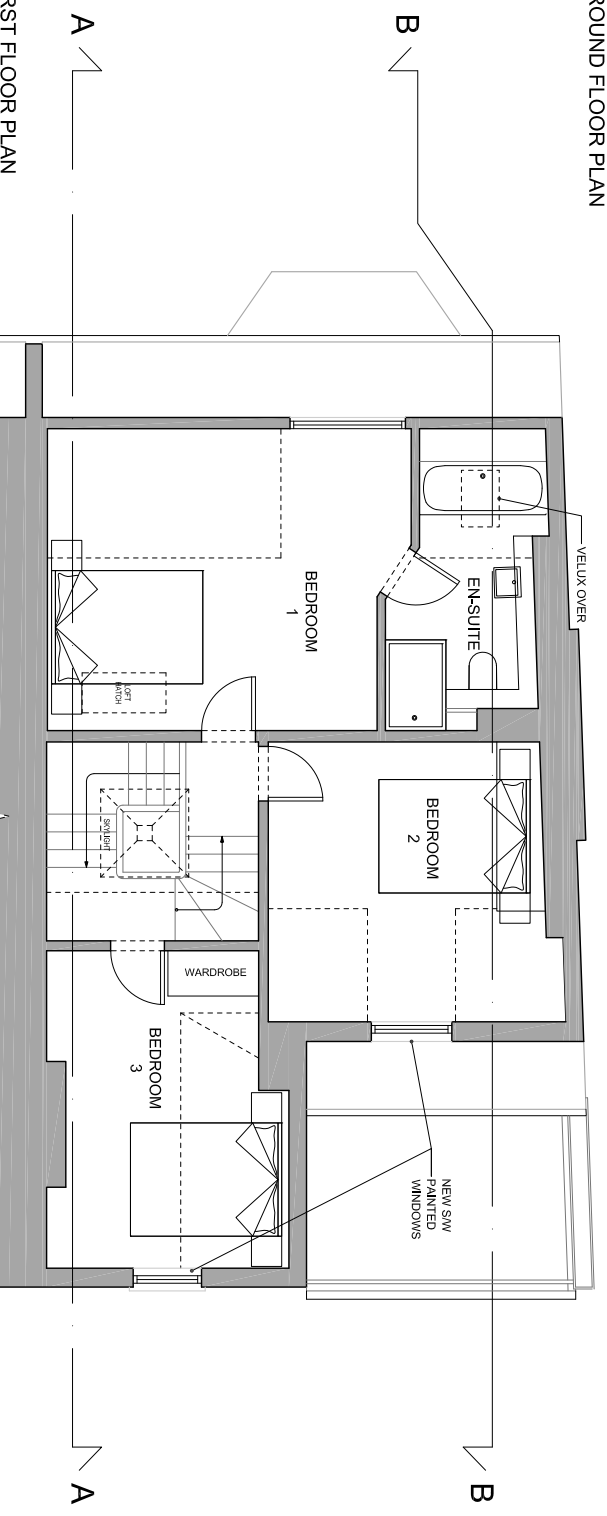 ROUND FLOOR PLAN
B
B
VELUX OVER
EN-SUITE
BEDROOM
1
BEDROOM
2
LOFT
HATCH
SKYLIGHT
WARDROBE
BEDROOM
3
NEW S/W
PAINTED
WINDOWS
A
A
RST FLOOR PLAN